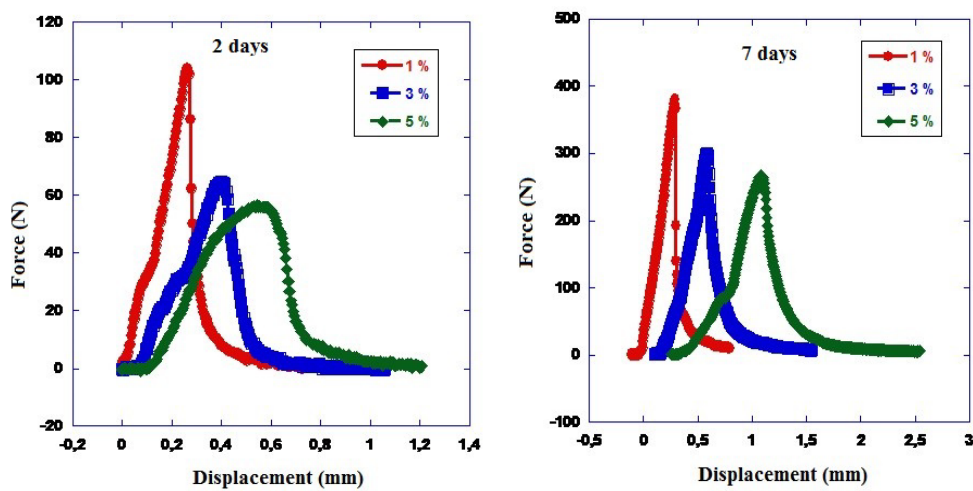 2 days
1 %
3 %
5 %
120
100
80
60
40
20
0
-20
Force (N)
-0,2 0 0,2 0,4 0,6 0,8 1 1,2 1,4
Displacement (mm)
7 days
1 %
3 %
5 %
500
400
300
200
100
0
-100
Force (N)
-0,5 0 0,5 1 1,5 2 2,5 3
Displacement (mm)